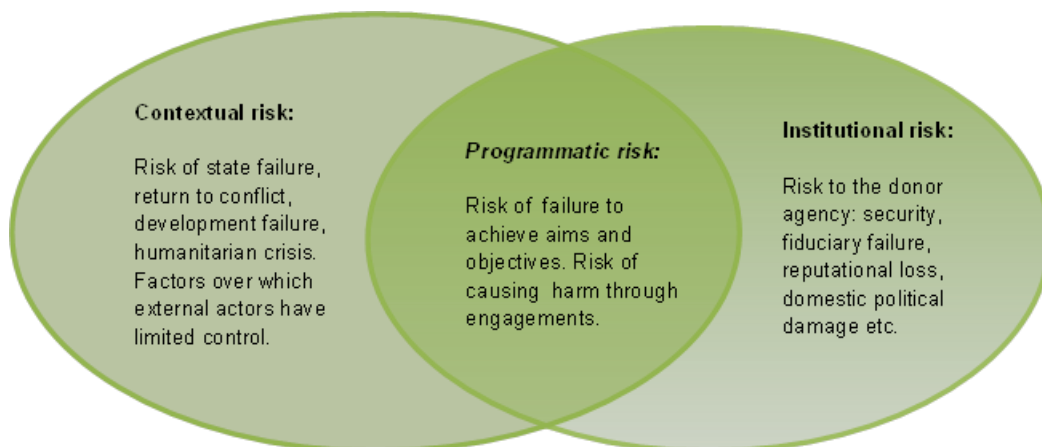 Contextual risk:
Risk of state failure,
return to conflict,
development failure,
humanitarian crisis.
Factors over which
external actors have
limited control.
Programmatic risk:
Risk of failure to
achieve aims and
objectives. Risk of
causing harm through
engagements.
Institutional risk:
Risk to the donor
agency: security,
fiduciary failure,
reputational loss,
domestic political
damage etc.